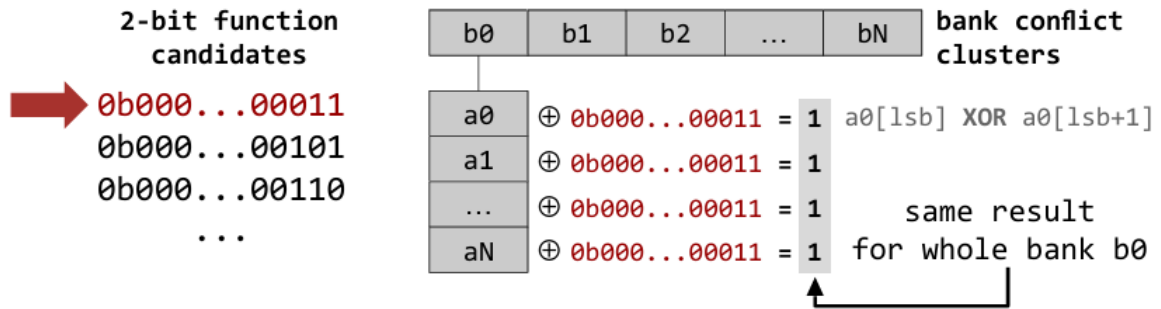 2-bit function
candidates
0b000...00011
0b000...00101
0b000...00110
...
b0 b1 b2 ... bN
bank conflict
clusters
a0 ⊕ 0b000...00011 = 1 a0[lsb] XOR a0[lsb+1]
a1 ⊕ 0b000...00011 = 1
... ⊕ 0b000...00011 = 1
aN ⊕ 0b000...00011 = 1
same result
for whole bank b0